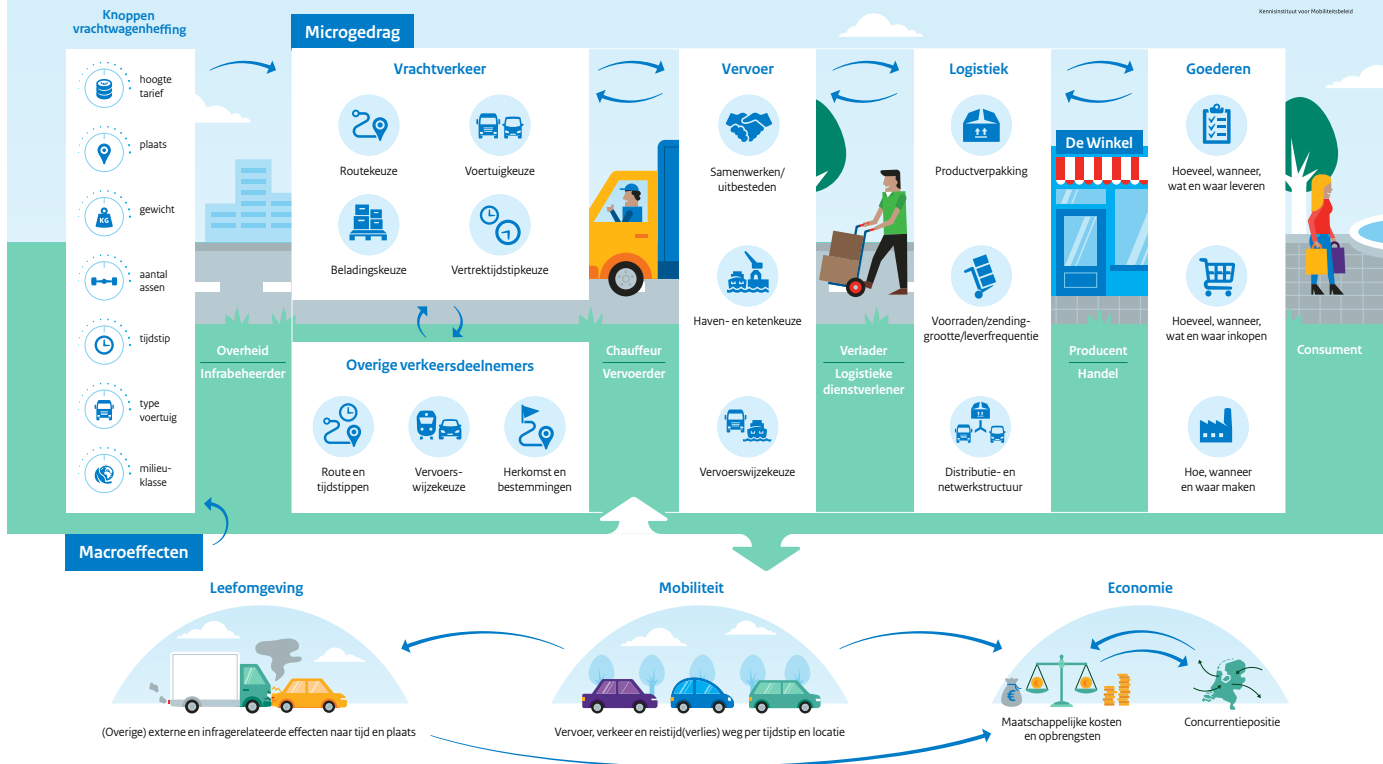 Kennisinstituut voor Mobiliteitsbeleid
Knoppen
vrachtwagenheffing
hoogte
tarief
plaats
gewicht
KG
aantal
assen
tijdstip
type
voertuig
milieu-
klasse
Overheid
Infrabeheerder
Microgedrag
Vrachtverkeer
Routekeuze
Voertuigkeuze
Beladingskeuze
Vertrektijdstipkeuze
Overige verkeersdeelnemers
Route en
tijdstippen
Vervoers-
wijzekeuze
Herkomst en
bestemmingen
Chauffeur
Vervoerder
Vervoer
Samenwerken/
uitbesteden
Haven- en ketenkeuze
Vervoerswijzekeuze
Verlader
Logistieke
dienstverlener
Logistiek
Productverpakking
Voorraden/zending-
grootte/leverfrequentie
Distributie- en
netwerkstructuur
De Winkel
Producent
Handel
Goederen
Hoeveel, wanneer,
wat en waar leveren
Hoeveel, wanneer,
wat en waar inkopen
Hoe, wanneer
en waar maken
Consument
Macroeffecten
Leefomgeving
(Overige) externe en infragerelateerde effecten naar tijd en plaats
Mobiliteit
Vervoer, verkeer en reistijd(verlies) weg per tijdstip en locatie
Economie
€
€
€
Maatschappelijke kosten
en opbrengsten
Concurrentiepositie